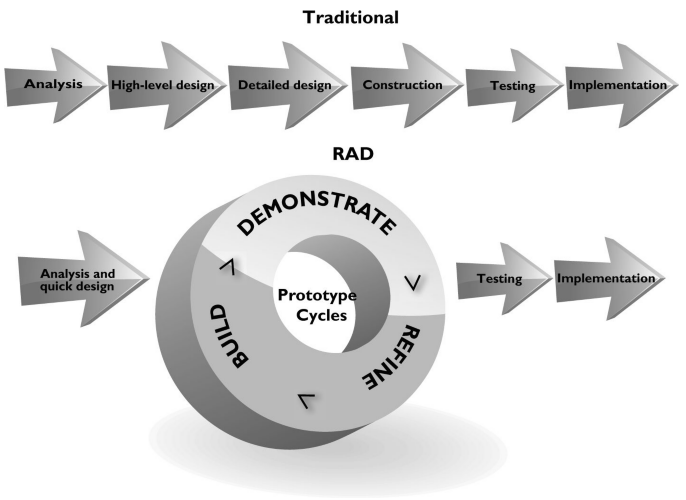 Traditional
Analysis
High-level design
Detailed design
Construction
Testing
Implementation
RAD
Analysis and
quick design
DEMONSTRATE
REFINE
BUILD
Prototype
Cycles
Testing
Implementation